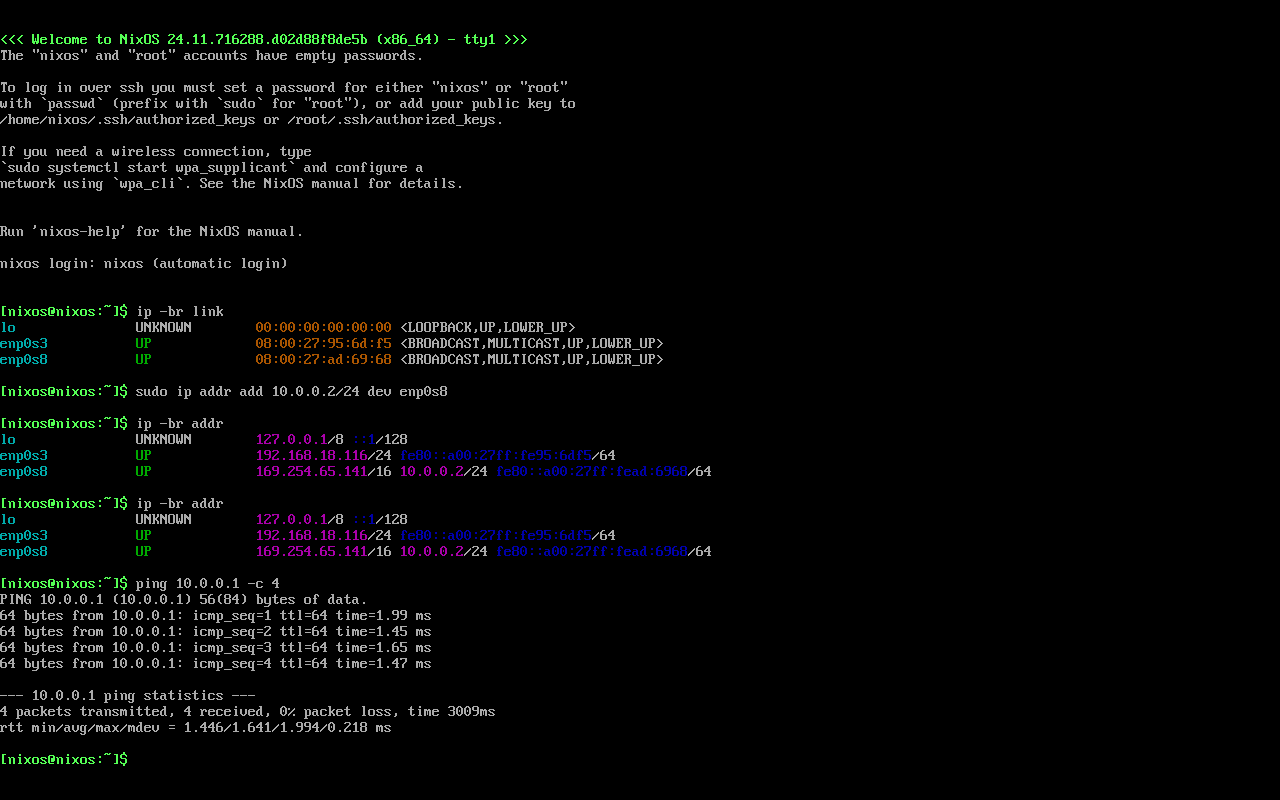 <<< Welcome to NixOS 24.11.716288.d02d88f8de5b (x86_64) - tty1 >>>
The "nixos" and "root" accounts have empty passwords.
To log in over ssh you must set a password for either "nixos" or "root"
with `passwd` (prefix with `sudo` for "root"), or add your public key to
/home/nixos/.ssh/authorized_keys or /root/.ssh/authorized_keys.
If you need a wireless connection, type
`sudo systemctl start wpa_supplicant` and configure a
network using `wpa_cli`. See the NixOS manual for details.
Run 'nixos-help' for the NixOS manual.
nixos login: nixos (automatic login)
[nixos@nixos:~]$ ip -br link
lo UNKNOWN 00:00:00:00:00:00 <LOOPBACK,UP,LOWER_UP>
enp0s3 UP 08:00:27:95:6d:f5 <BROADCAST,MULTICAST,UP,LOWER_UP>
enp0s8 UP 08:00:27:ad:69:68 <BROADCAST,MULTICAST,UP,LOWER_UP>
[nixos@nixos:~]$ sudo ip addr add 10.0.0.2/24 dev enp0s8
[nixos@nixos:~]$ ip -br addr
lo UNKNOWN 127.0.0.1/8 ::1/128
enp0s3 UP 192.168.18.116/24 fe80::a00:27ff:fe95:6df5/64
enp0s8 UP 169.254.65.141/16 10.0.0.2/24 fe80::a00:27ff:fead:6968/64
[nixos@nixos:~]$ ip -br addr
lo UNKNOWN 127.0.0.1/8 ::1/128
enp0s3 UP 192.168.18.116/24 fe80::a00:27ff:fe95:6df5/64
enp0s8 UP 169.254.65.141/16 10.0.0.2/24 fe80::a00:27ff:fead:6968/64
[nixos@nixos:~]$ ping 10.0.0.1 -c 4
PING 10.0.0.1 (10.0.0.1) 56(84) bytes of data.
64 bytes from 10.0.0.1: icmp_seq=1 ttl=64 time=1.99 ms
64 bytes from 10.0.0.1: icmp_seq=2 ttl=64 time=1.45 ms
64 bytes from 10.0.0.1: icmp_seq=3 ttl=64 time=1.65 ms
64 bytes from 10.0.0.1: icmp_seq=4 ttl=64 time=1.47 ms
--- 10.0.0.1 ping statistics ---
4 packets transmitted, 4 received, 0% packet loss, time 3009ms
rtt min/avg/max/mdev = 1.446/1.641/1.994/0.218 ms
[nixos@nixos:~]$